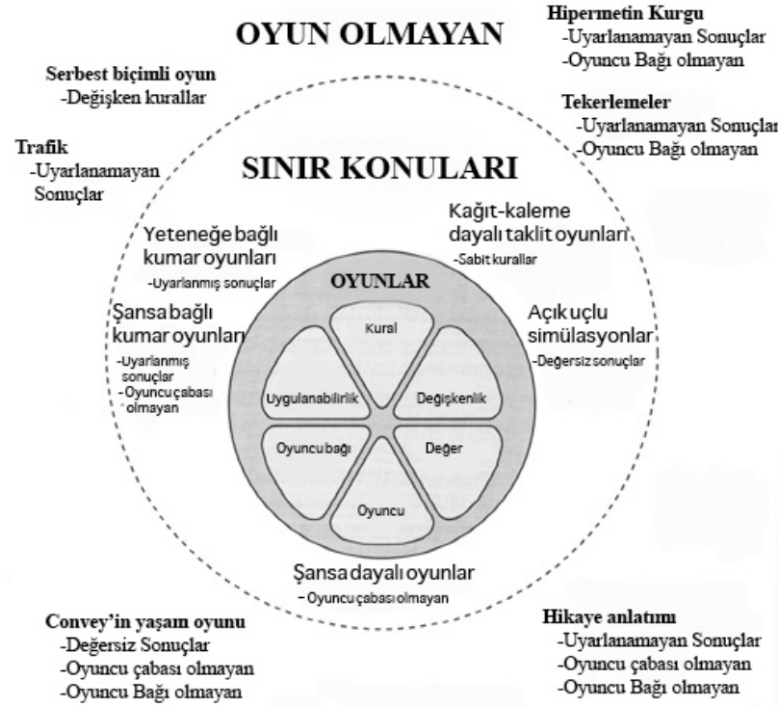 OYUN OLMAYAN
Hipermetin Kurgu
-Uyarlanamayan Sonuçlar
-Oyuncu Bağı olmayan
Serbest biçimli oyun
-Değişken kurallar
Tekerlemeler
-Uyarlanamayan Sonuçlar
-Oyuncu Bağı olmayan
Trafik
-Uyarlanamayan
Sonuçlar
SINIR KONULARI
Yeteneğe bağlı
kumar oyunları
-Uyarlanmış sonuçlar
Kağıt-kaleme
dayalı taklit oyunları
-Sabit kurallar
Şansa bağlı
kumar oyunları
-Uyarlanmış
sonuçlar
-Oyuncu çabası
olmayan
Açık uçlu
simülasyonlar
-Değersiz sonuçlar
OYUNLAR
Kural
Uygulanabilirlik
Değişkenlik
Oyuncu bağı
Değer
Oyuncu
Şansa dayalı oyunlar
- Oyuncu çabası olmayan
Convey'in yaşam oyunu
-Değersiz Sonuçlar
-Oyuncu çabası olmayan
-Oyuncu Bağı olmayan
Hikaye anlatımı
-Uyarlanamayan Sonuçlar
-Oyuncu çabası olmayan
-Oyuncu Bağı olmayan